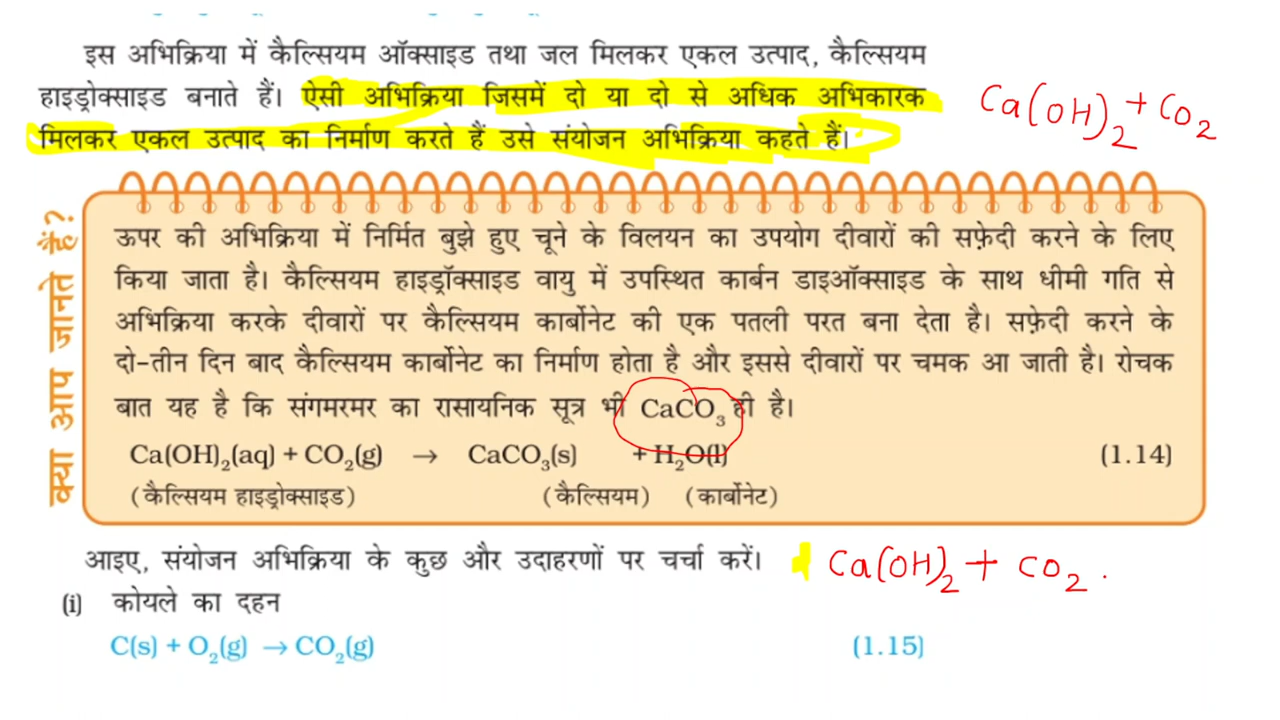 इस अभिक्रिया में कैल्सियम ऑक्साइड तथा जल मिलकर एकल उत्पाद, कैल्सियम
हाइड्रोक्साइड बनाते हैं। ऐसी अभिक्रिया जिसमें दो या दो से अधिक अभिकारक
मिलकर एकल उत्पाद का निर्माण करते हैं उसे संयोजन अभिक्रिया कहते हैं।
Ca(OH)₂ + CO₂
क्या आप जानते हैं?
ऊपर की अभिक्रिया में निर्मित बुझे हुए चूने के विलयन का उपयोग दीवारों की सफ़ेदी करने के लिए
किया जाता है। कैल्सियम हाइड्रॉक्साइड वायु में उपस्थित कार्बन डाइऑक्साइड के साथ धीमी गति से
अभिक्रिया करके दीवारों पर कैल्सियम कार्बोनेट की एक पतली परत बना देता है। सफ़ेदी करने के
दो-तीन दिन बाद कैल्सियम कार्बोनेट का निर्माण होता है और इससे दीवारों पर चमक आ जाती है। रोचक
बात यह है कि संगमरमर का रासायनिक सूत्र भी CaCO₃ ही है।
Ca(OH)₂(aq) + CO₂(g) → CaCO₃(s) + H₂O(l) (1.14)
(कैल्सियम हाइड्रोक्साइड) (कैल्सियम) (कार्बोनेट)
आइए, संयोजन अभिक्रिया के कुछ और उदाहरणों पर चर्चा करें।
Ca(OH)₂ + CO₂ .
(i) कोयले का दहन
C(s) + O₂(g) → CO₂(g) (1.15)